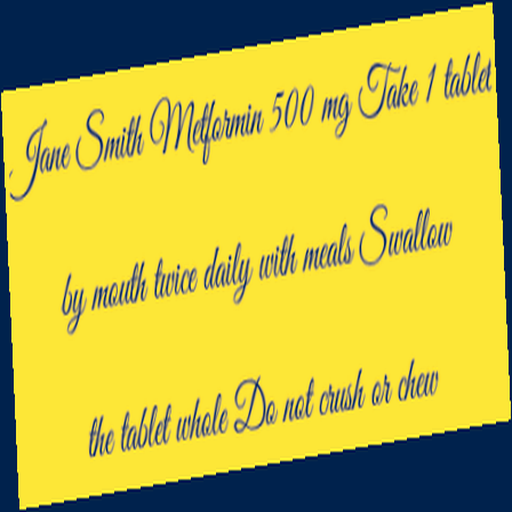 Jane Smith Metformin 500 mg Take 1 tablet
by mouth twice daily with meals Swallow
the tablet whole Do not crush or chew